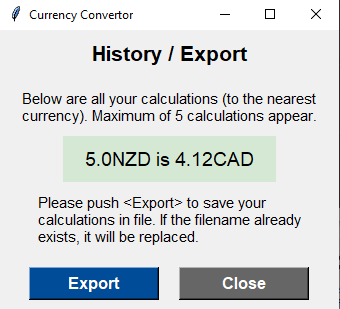 Currency Convertor
History / Export
Below are all your calculations (to the nearest
currency). Maximum of 5 calculations appear.
5.0NZD is 4.12CAD
Please push <Export> to save your
calculations in file. If the filename already
exists, it will be replaced.
Export
Close